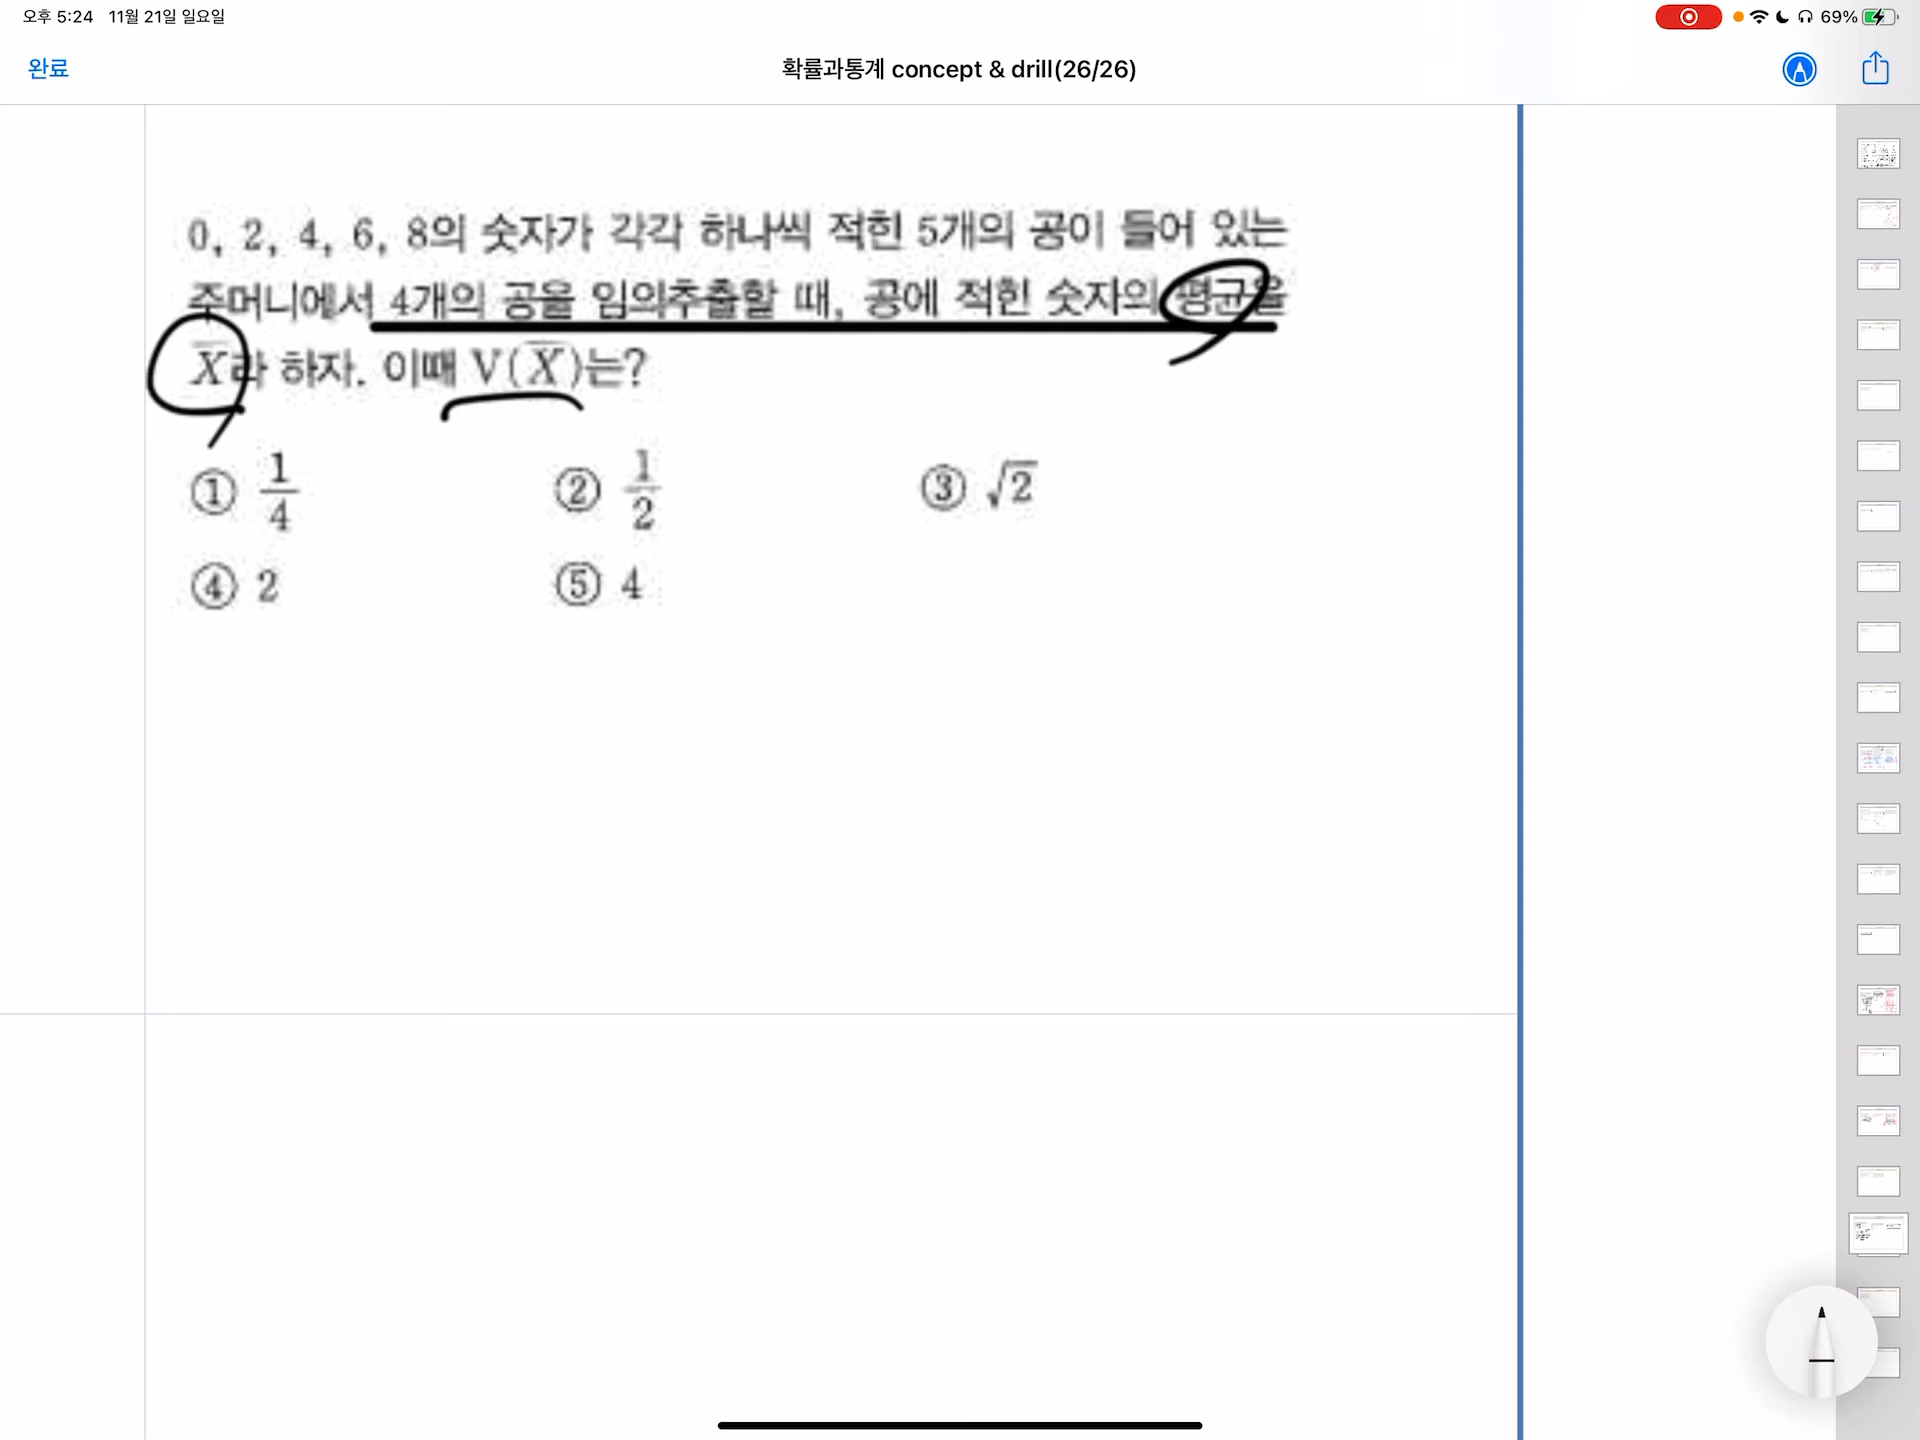 오후 5:24 11월 21일 일요일
69%
완료
확률과통계 concept & drill(26/26)
0, 2, 4, 6, 8의 숫자가 각각 하나씩 적힌 5개의 공이 들어 있는
주머니에서 4개의 공을 임의추출할 때, 공에 적힌 숫자의 평균을
X̅라 하자. 이때 V(X̅)는?
① 1/4 ② 1/2 ③ √2
④ 2 ⑤ 4